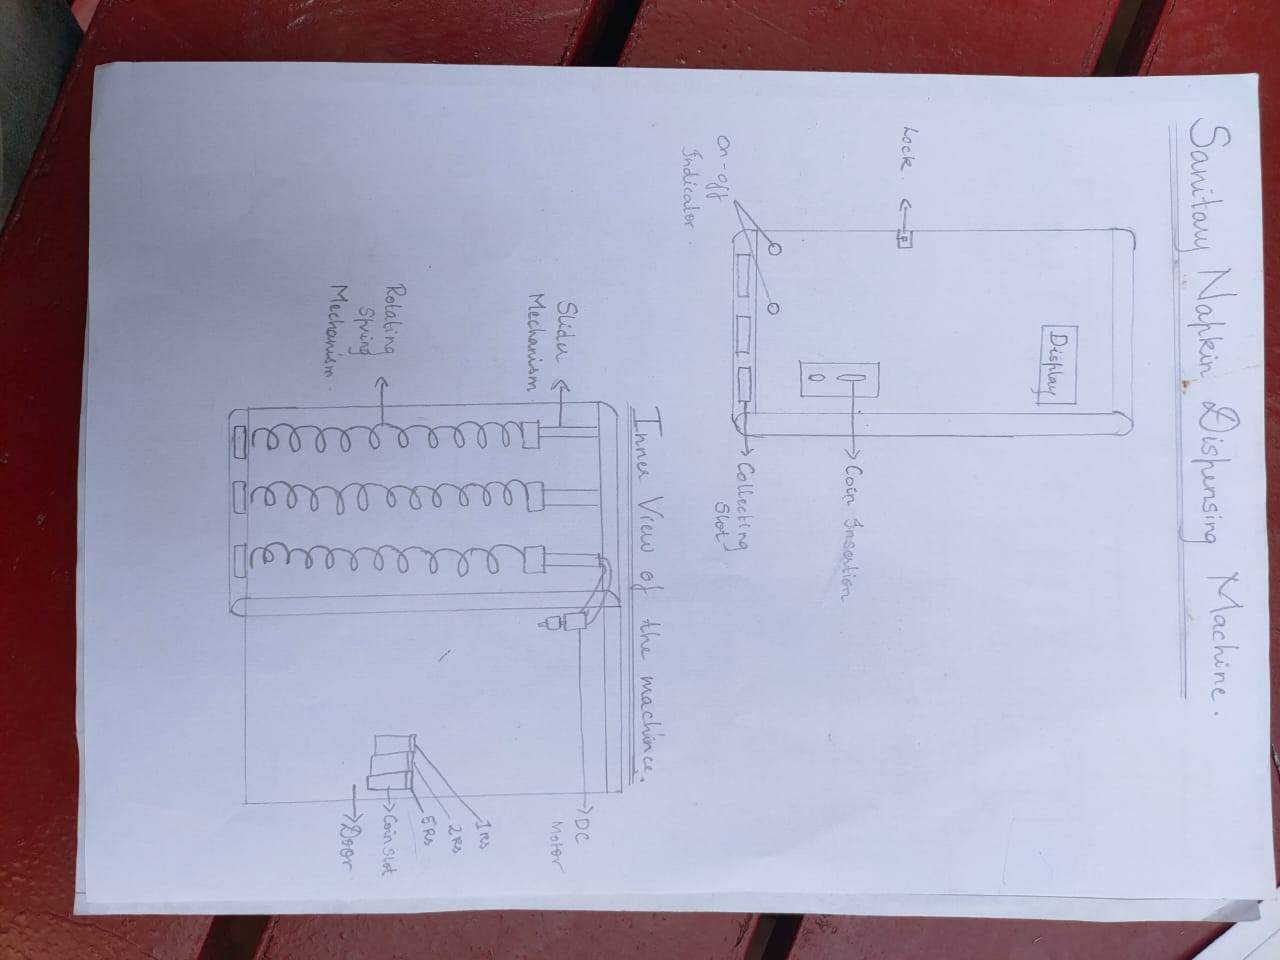 Sanitary Napkin Dispensing Machine.
Display
Lock.
Coin Insertion
On-off
Indicator
Collecting
Slot
Inner View of the machince.
Slider
Mechanism
DC
Motor
Rotating
Spring
Mechanism.
1 Rs
2 Rs
5 Rs
Coin slot
Door